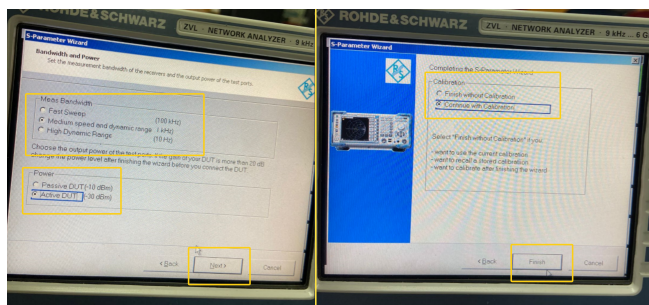 ROHDE&SCHWARZ ZVL · NETWORK ANALYZER · 9 kHz
S-Parameter Wizard
Bandwidth and Power
Set the measurement bandwidth of the receivers and the output power of the test ports.
Meas Bandwidth
Fast Sweep (100 kHz)
Medium speed and dynamic range 1 kHz)
High Dynamic Range (10 Hz)
Choose the output power of the test ports. If the gain of your DUT is more than 20 dB
change the power level after finishing the wizard before you connect the DUT.
Power
Passive DUT (-10 dBm)
Active DUT (-30 dBm)
< Back Next > Cancel
ROHDE&SCHWARZ ZVL · NETWORK ANALYZER · 9 kHz ... 6 G
S-Parameter Wizard
Completing the S-Parameter Wizard
Calibration
Finish without Calibration
Continue with Calibration
Select "Finish without Calibration" if you:
- want to use the current calibration
- want to recall a stored calibration
- want to calibrate after finishing the wizard
< Back Finish Cancel